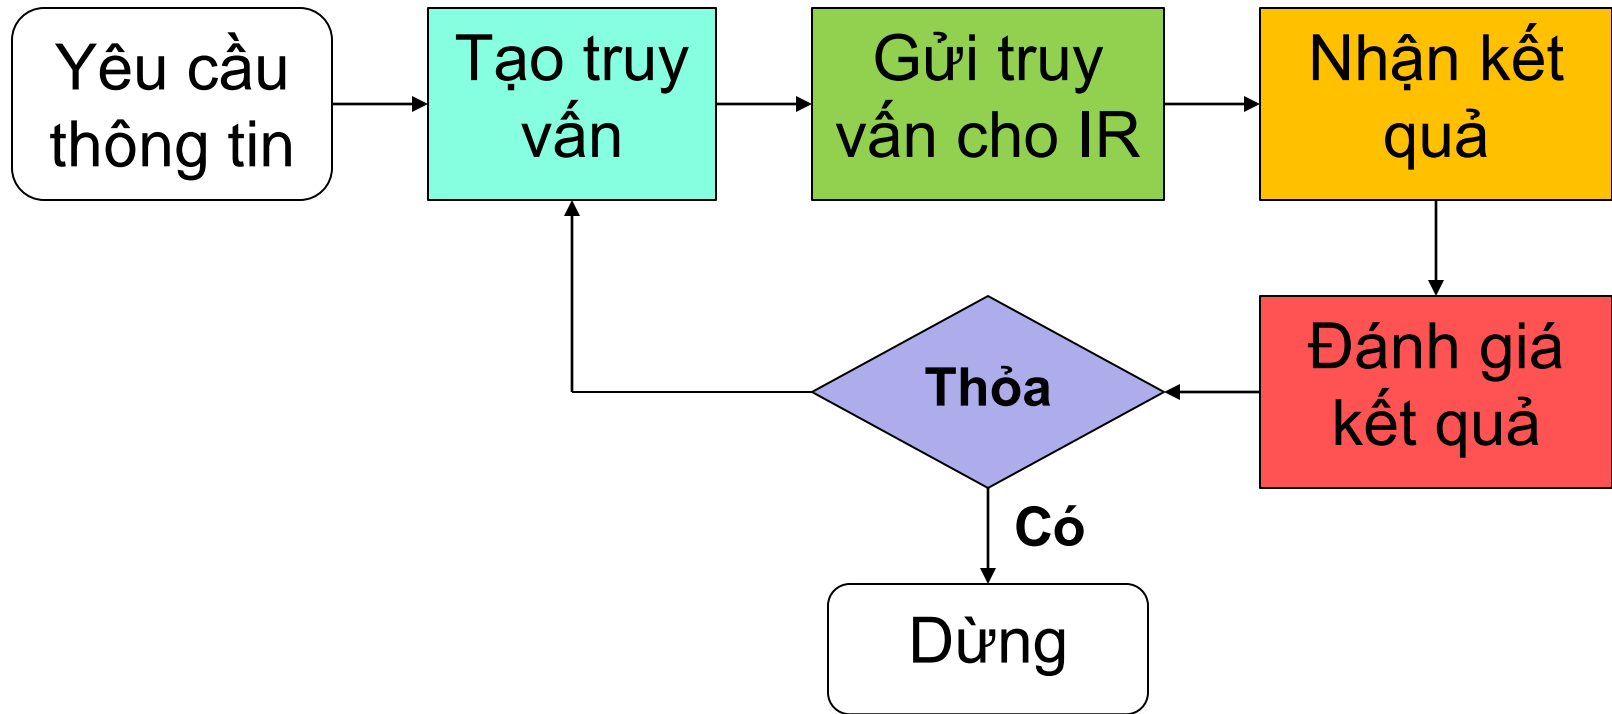 Yêu cầu
thông tin
Tạo truy
vấn
Gửi truy
vấn cho IR
Nhận kết
quả
Đánh giá
kết quả
Thỏa
Có
Dừng